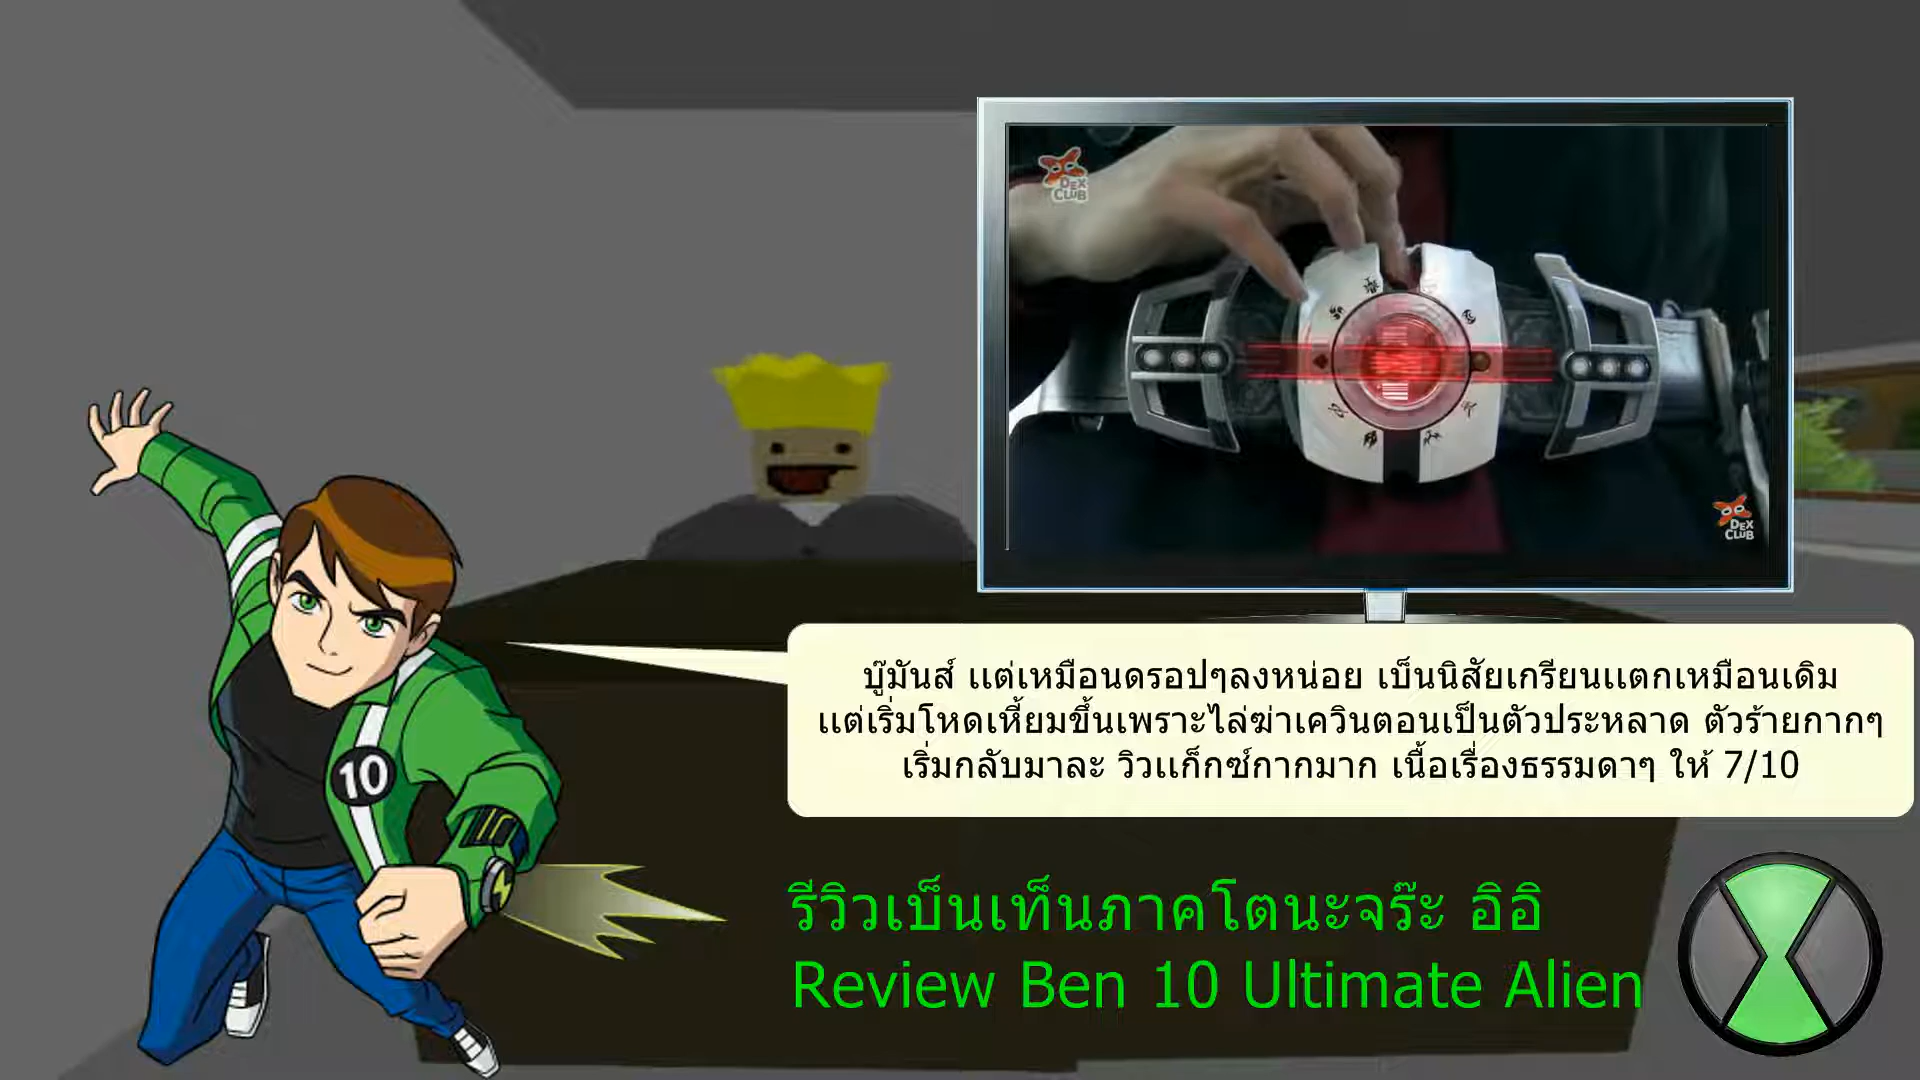 DEX
CLUB
DEX
CLUB
บู๊มันส์ แต่เหมือนดรอปๆลงหน่อย เบ็นนิสัยเกรียนแตกเหมือนเดิม
แต่เริ่มโหดเหี้ยมขึ้นเพราะไล่ฆ่าเควินตอนเป็นตัวประหลาด ตัวร้ายกากๆ
เริ่มกลับมาละ วิวแก็กซ์กากมาก เนื้อเรื่องธรรมดาๆ ให้ 7/10
10
รีวิวเบ็นเท็นภาคโตนะจร๊ะ อิอิ
Review Ben 10 Ultimate Alien